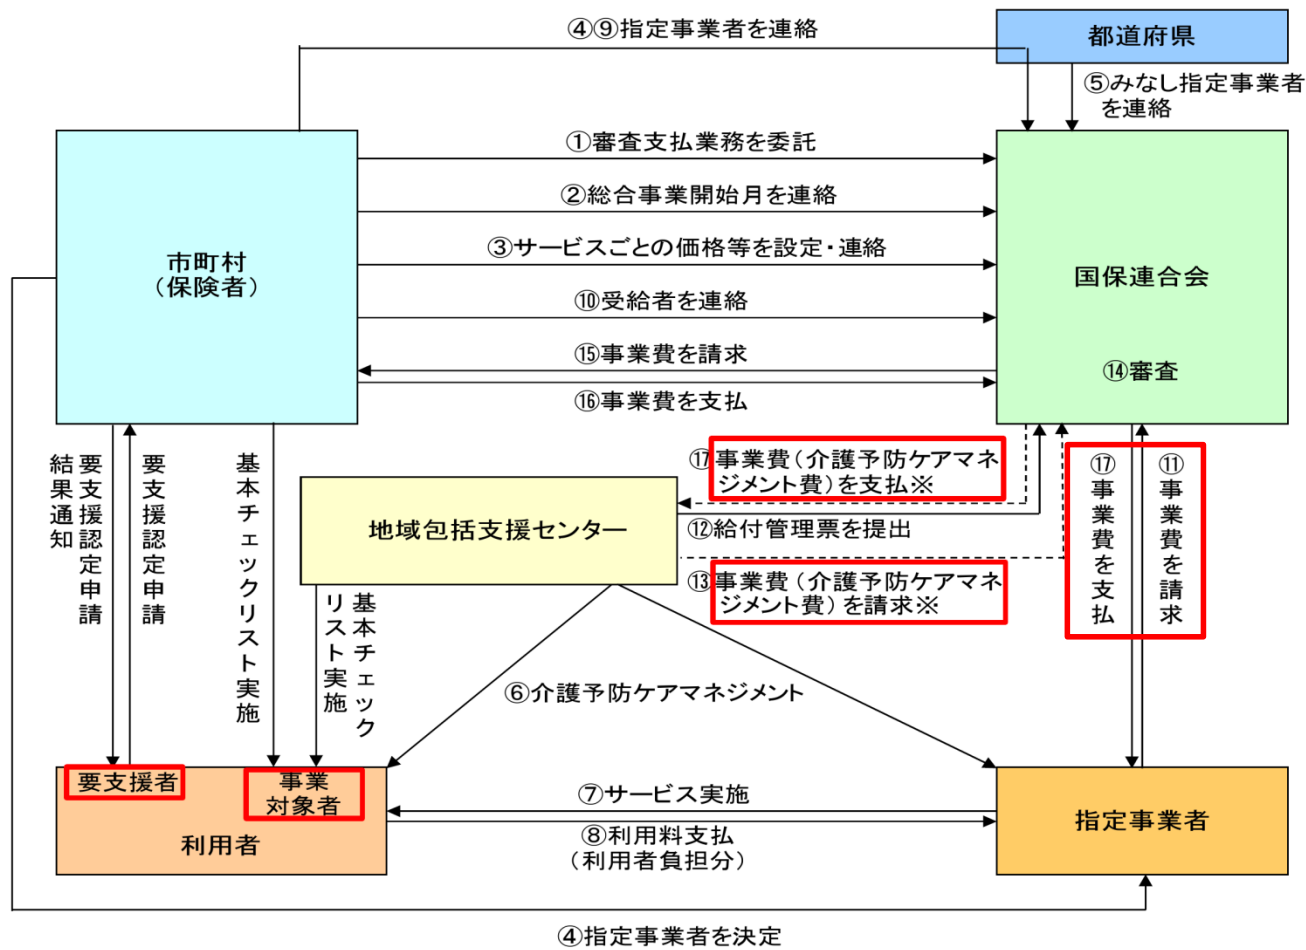 ④⑨指定事業者を連絡
都道府県
⑤みなし指定事業者
を連絡
①審査支払業務を委託
②総合事業開始月を連絡
③サービスごとの価格等を設定・連絡
市町村
（保険者）
国保連合会
⑩受給者を連絡
⑮事業費を請求
⑭審査
⑯事業費を支払
要支援認定申請
結果通知
要支援認定申請
基本チェックリスト実施
⑰事業費（介護予防ケアマネ
ジメント費）を支払※
地域包括支援センター
⑫給付管理票を提出
⑬事業費（介護予防ケアマネ
ジメント費）を請求※
⑰事業費を支払
⑪事業費を請求
基本チェック
リスト実施
⑥介護予防ケアマネジメント
要支援者
事業
対象者
利用者
⑦サービス実施
⑧利用料支払
（利用者負担分）
指定事業者
④指定事業者を決定